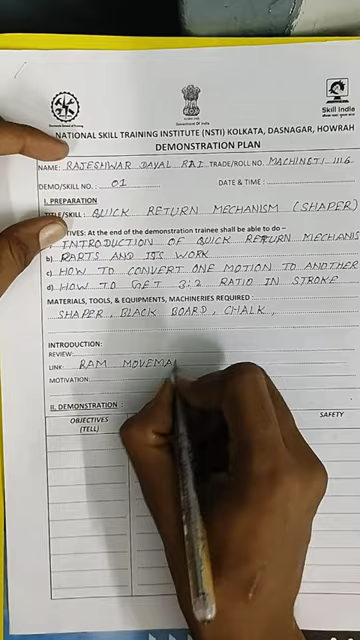 Skill India
NATIONAL SKILL TRAINING INSTITUTE (NSTI) KOLKATA, DASNAGAR, HOWRAH
DEMONSTRATION PLAN
NAME: RAJESHWAR DAYAL RAI TRADE/ROLL NO. MACHINST/1116
DEMO/SKILL NO.: 01 DATE & TIME:
I. PREPARATION
TITLE/SKILL: QUICK RETURN MECHANISM (SHAPER)
At the end of the demonstration trainee shall be able to do –
INTRODUCTION OF QUICK RETURN MECHANIS
b) PARTS AND ITS WORK
c) HOW TO CONVERT ONE MOTION TO ANOTHER
d) HOW TO GET 3:2 RATIO IN STROKE
MATERIALS, TOOLS, & EQUIPMENTS, MACHINERIES REQUIRED:
SHAPER, BLACK BOARD, CHALK,
INTRODUCTION:
REVIEW:
LINK: RAM MOVEMA
MOTIVATION:
II. DEMONSTRATION:
OBJECTIVES (TELL) SAFETY